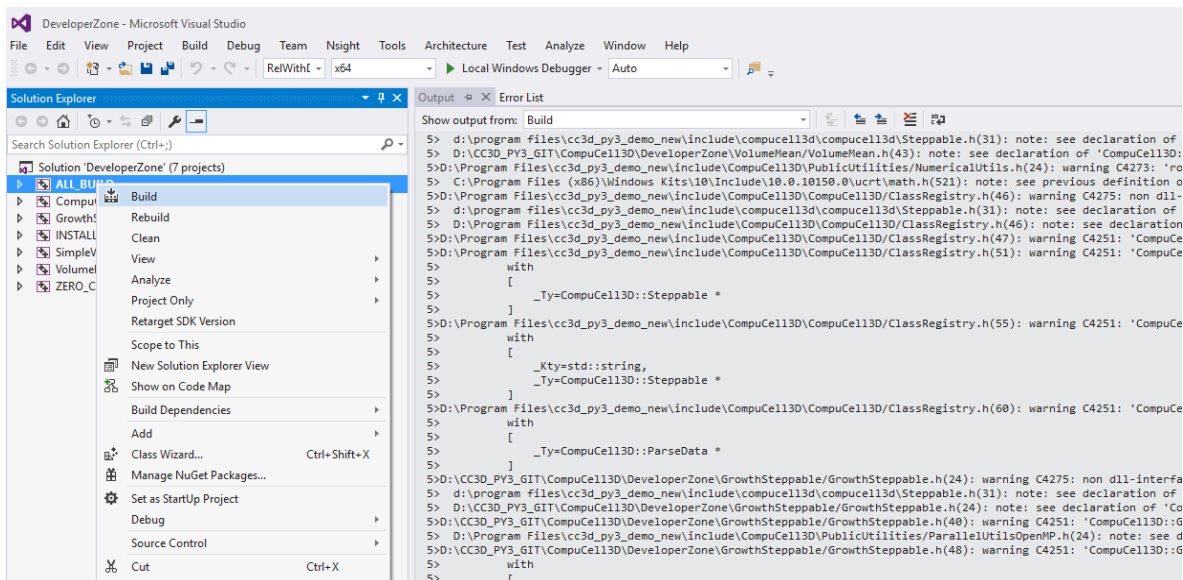 DeveloperZone - Microsoft Visual Studio
File Edit View Project Build Debug Team Nsight Tools Architecture Test Analyze Window Help
RelWithI x64 Local Windows Debugger Auto
Solution Explorer
Search Solution Explorer (Ctrl+;)
Solution 'DeveloperZone' (7 projects)
ALL_BUILD
Compu
GrowthS
INSTALL
SimpleV
Volume
ZERO_C
Build
Rebuild
Clean
View
Analyze
Project Only
Retarget SDK Version
Scope to This
New Solution Explorer View
Show on Code Map
Build Dependencies
Add
Class Wizard... Ctrl+Shift+X
Manage NuGet Packages...
Set as StartUp Project
Debug
Source Control
Cut Ctrl+X
Output Error List
Show output from: Build
5> d:\program files\cc3d_py3_demo_new\include\compucell3d\compucell3d\Steppable.h(31): note: see declaration of
5> D:\CC3D_PY3_GIT\CompuCell3D\DeveloperZone\VolumeMean/VolumeMean.h(43): note: see declaration of 'CompuCell3D:
5>D:\Program Files\cc3d_py3_demo_new\include\CompuCell3D\PublicUtilities/NumericalUtils.h(24): warning C4273: 'ro
5> C:\Program Files (x86)\Windows Kits\10\Include\10.0.10150.0\ucrt\math.h(521): note: see previous definition o
5>D:\Program Files\cc3d_py3_demo_new\include\CompuCell3D\CompuCell3D/ClassRegistry.h(46): warning C4275: non dll-
5> d:\program files\cc3d_py3_demo_new\include\compucell3d\compucell3d\Steppable.h(31): note: see declaration of
5> D:\Program Files\cc3d_py3_demo_new\include\CompuCell3D\CompuCell3D/ClassRegistry.h(46): note: see declaration
5>D:\Program Files\cc3d_py3_demo_new\include\CompuCell3D\CompuCell3D/ClassRegistry.h(47): warning C4251: 'CompuCe
5>D:\Program Files\cc3d_py3_demo_new\include\CompuCell3D\CompuCell3D/ClassRegistry.h(51): warning C4251: 'CompuCe
5> with
5> [
5> _Ty=CompuCell3D::Steppable *
5> ]
5>D:\Program Files\cc3d_py3_demo_new\include\CompuCell3D\CompuCell3D/ClassRegistry.h(55): warning C4251: 'CompuCe
5> with
5> [
5> _Kty=std::string,
5> _Ty=CompuCell3D::Steppable *
5> ]
5>D:\Program Files\cc3d_py3_demo_new\include\CompuCell3D\CompuCell3D/ClassRegistry.h(60): warning C4251: 'CompuCe
5> with
5> [
5> _Ty=CompuCell3D::ParseData *
5> ]
5>D:\CC3D_PY3_GIT\CompuCell3D\DeveloperZone\GrowthSteppable/GrowthSteppable.h(24): warning C4275: non dll-interfa
5> d:\program files\cc3d_py3_demo_new\include\compucell3d\compucell3d\Steppable.h(31): note: see declaration of
5> D:\CC3D_PY3_GIT\CompuCell3D\DeveloperZone\GrowthSteppable/GrowthSteppable.h(24): note: see declaration of 'Co
5>D:\CC3D_PY3_GIT\CompuCell3D\DeveloperZone\GrowthSteppable/GrowthSteppable.h(40): warning C4251: 'CompuCell3D::G
5> D:\Program Files\cc3d_py3_demo_new\include\CompuCell3D\PublicUtilities/ParallelUtilsOpenMP.h(24): note: see d
5>D:\CC3D_PY3_GIT\CompuCell3D\DeveloperZone\GrowthSteppable/GrowthSteppable.h(48): warning C4251: 'CompuCell3D::G
5> with
5> [